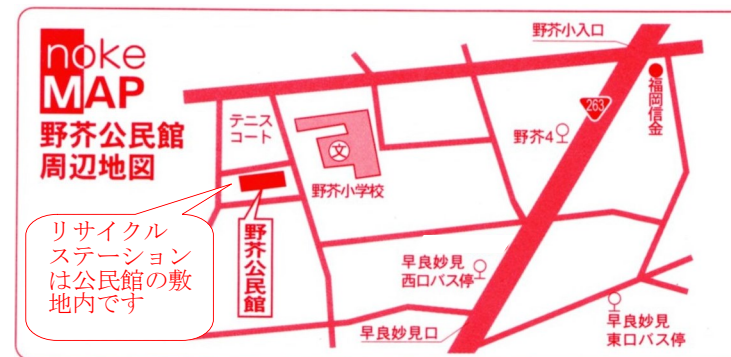 noke
MAP
野芥公民館
周辺地図
リサイクル
ステーション
は公民館の敷
地内です
テニス
コート
文
野芥小学校
野芥公民館
野芥小入口
263
福岡信金
野芥4
早良妙見
西口バス停
早良妙見口
早良妙見
東口バス停